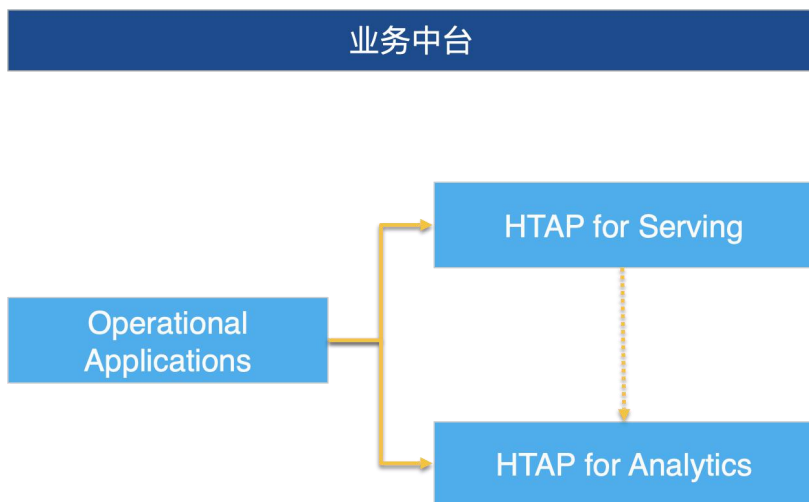 业务中台
HTAP for Serving
Operational
Applications
HTAP for Analytics